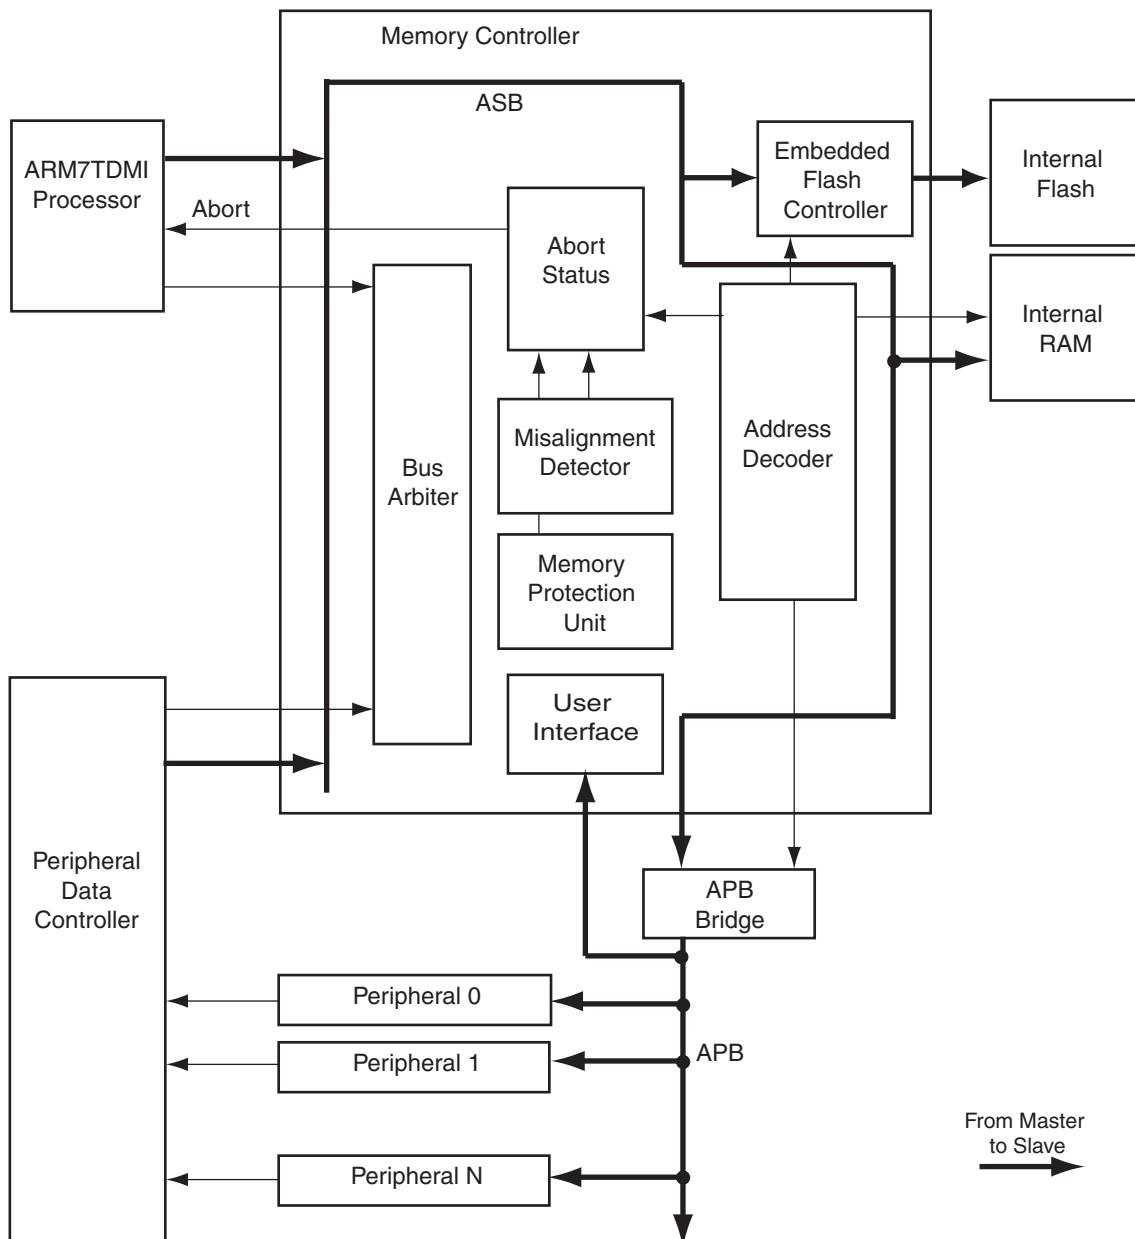 Memory Controller
ASB
ARM7TDMI
Processor
Abort
Embedded
Flash
Controller
Internal
Flash
Abort
Status
Internal
RAM
Misalignment
Detector
Address
Decoder
Bus
Arbiter
Memory
Protection
Unit
User
Interface
Peripheral
Data
Controller
APB
Bridge
Peripheral 0
Peripheral 1
APB
Peripheral N
From Master
to Slave